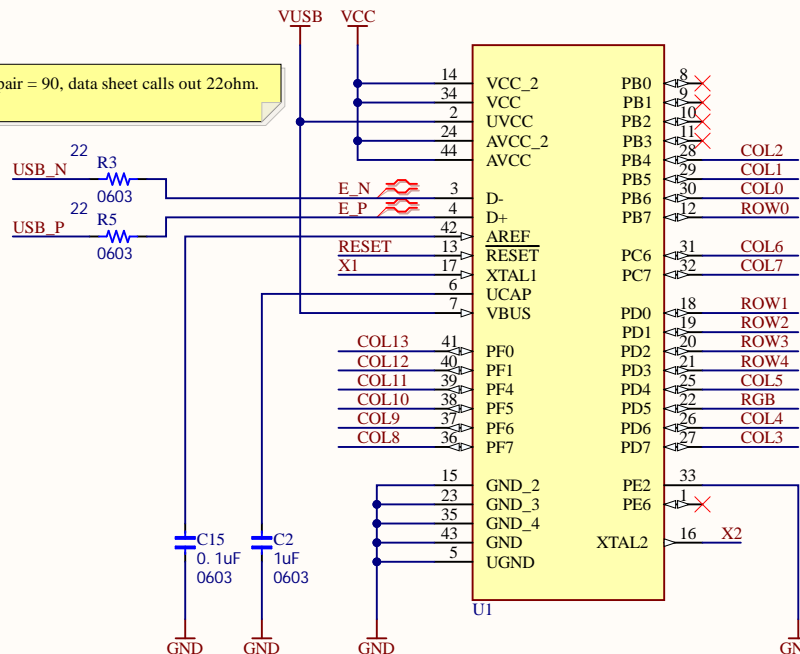 VUSB VCC
pair = 90, data sheet calls out 22ohm.
22
R3
USB_N
0603
22
R5
USB_P
0603
E_N
E_P
RESET
X1
COL13
COL12
COL11
COL10
COL9
COL8
14 VCC_2
34 VCC
2 UVCC
24 AVCC_2
44 AVCC
3 D-
4 D+
42 AREF
13 RESET
17 XTAL1
6 UCAP
7 VBUS
41 PF0
40 PF1
39 PF4
38 PF5
37 PF6
36 PF7
15 GND_2
23 GND_3
35 GND_4
43 GND
5 UGND
PB0 8
PB1 9
PB2 10
PB3 11
PB4 28 COL2
PB5 29 COL1
PB6 30 COL0
PB7 12 ROW0
PC6 31 COL6
PC7 32 COL7
PD0 18 ROW1
PD1 19 ROW2
PD2 20 ROW3
PD3 21 ROW4
PD4 25 COL5
PD5 22 RGB
PD6 26 COL4
PD7 27 COL3
PE2 33
PE6 1
XTAL2 16 X2
U1
C15
0.1uF
0603
C2
1uF
0603
GND GND GND GN